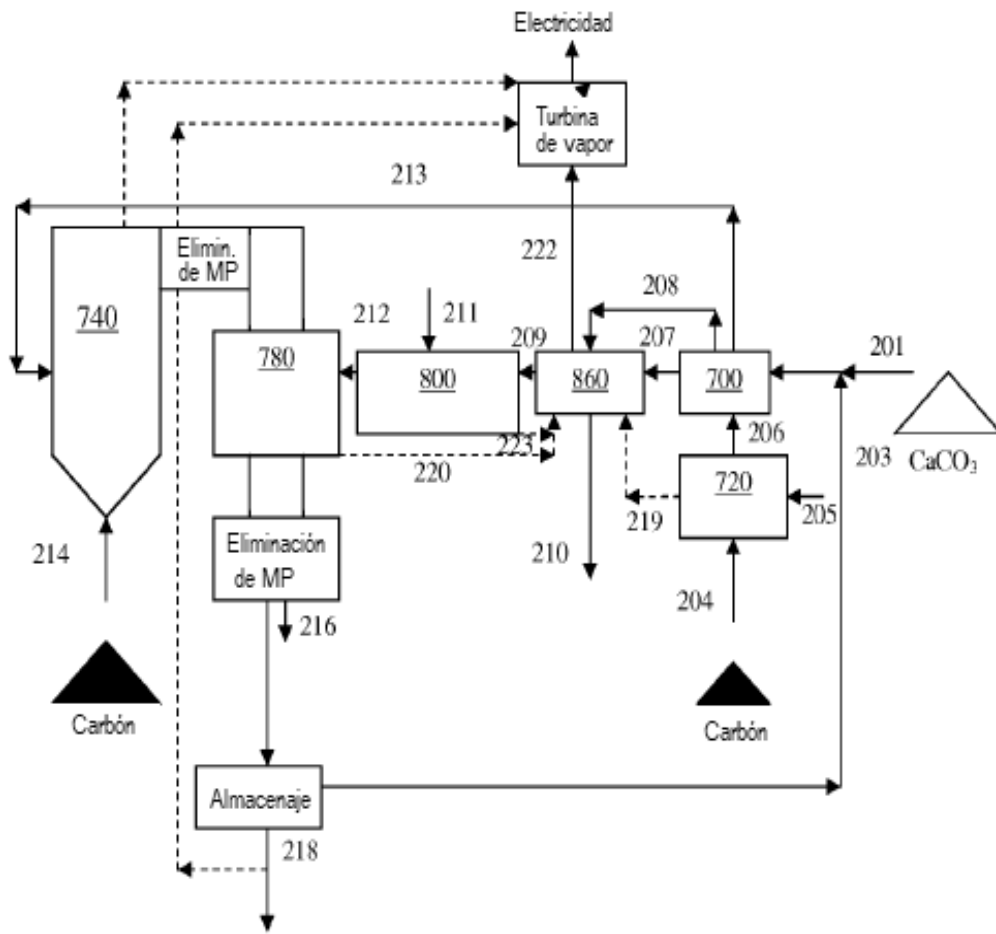 Electricidad
Turbina
de vapor
213
Elimin.
de MP
222
208
740
212
211
209
207
201
780
800
860
700
206
203
CaCO₃
223
220
720
219
205
214
Eliminación
de MP
210
204
216
Carbón
Carbón
Almacenaje
218